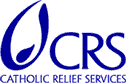 CRS
CATHOLIC RELIEF SERVICES